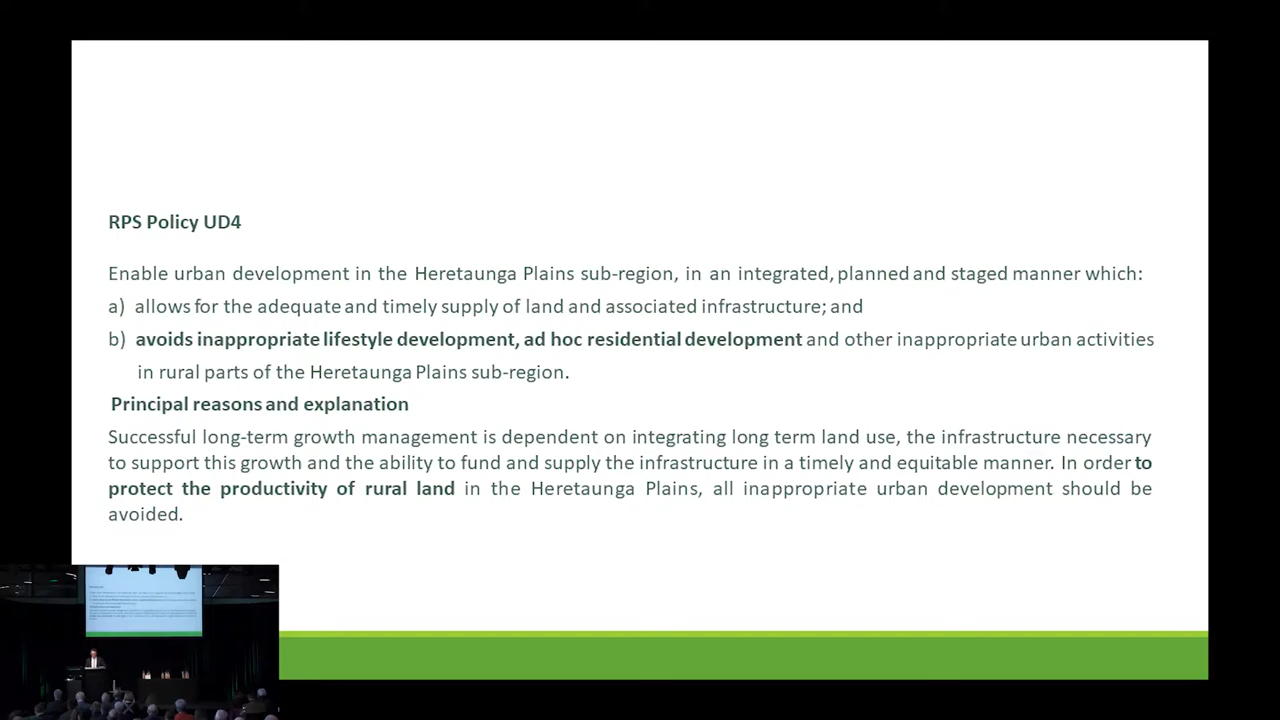 RPS Policy UD4
Enable urban development in the Heretaunga Plains sub-region, in an integrated, planned and staged manner which:
a) allows for the adequate and timely supply of land and associated infrastructure; and
b) avoids inappropriate lifestyle development, ad hoc residential development and other inappropriate urban activities
in rural parts of the Heretaunga Plains sub-region.
Principal reasons and explanation
Successful long-term growth management is dependent on integrating long term land use, the infrastructure necessary
to support this growth and the ability to fund and supply the infrastructure in a timely and equitable manner. In order to
protect the productivity of rural land in the Heretaunga Plains, all inappropriate urban development should be
avoided.